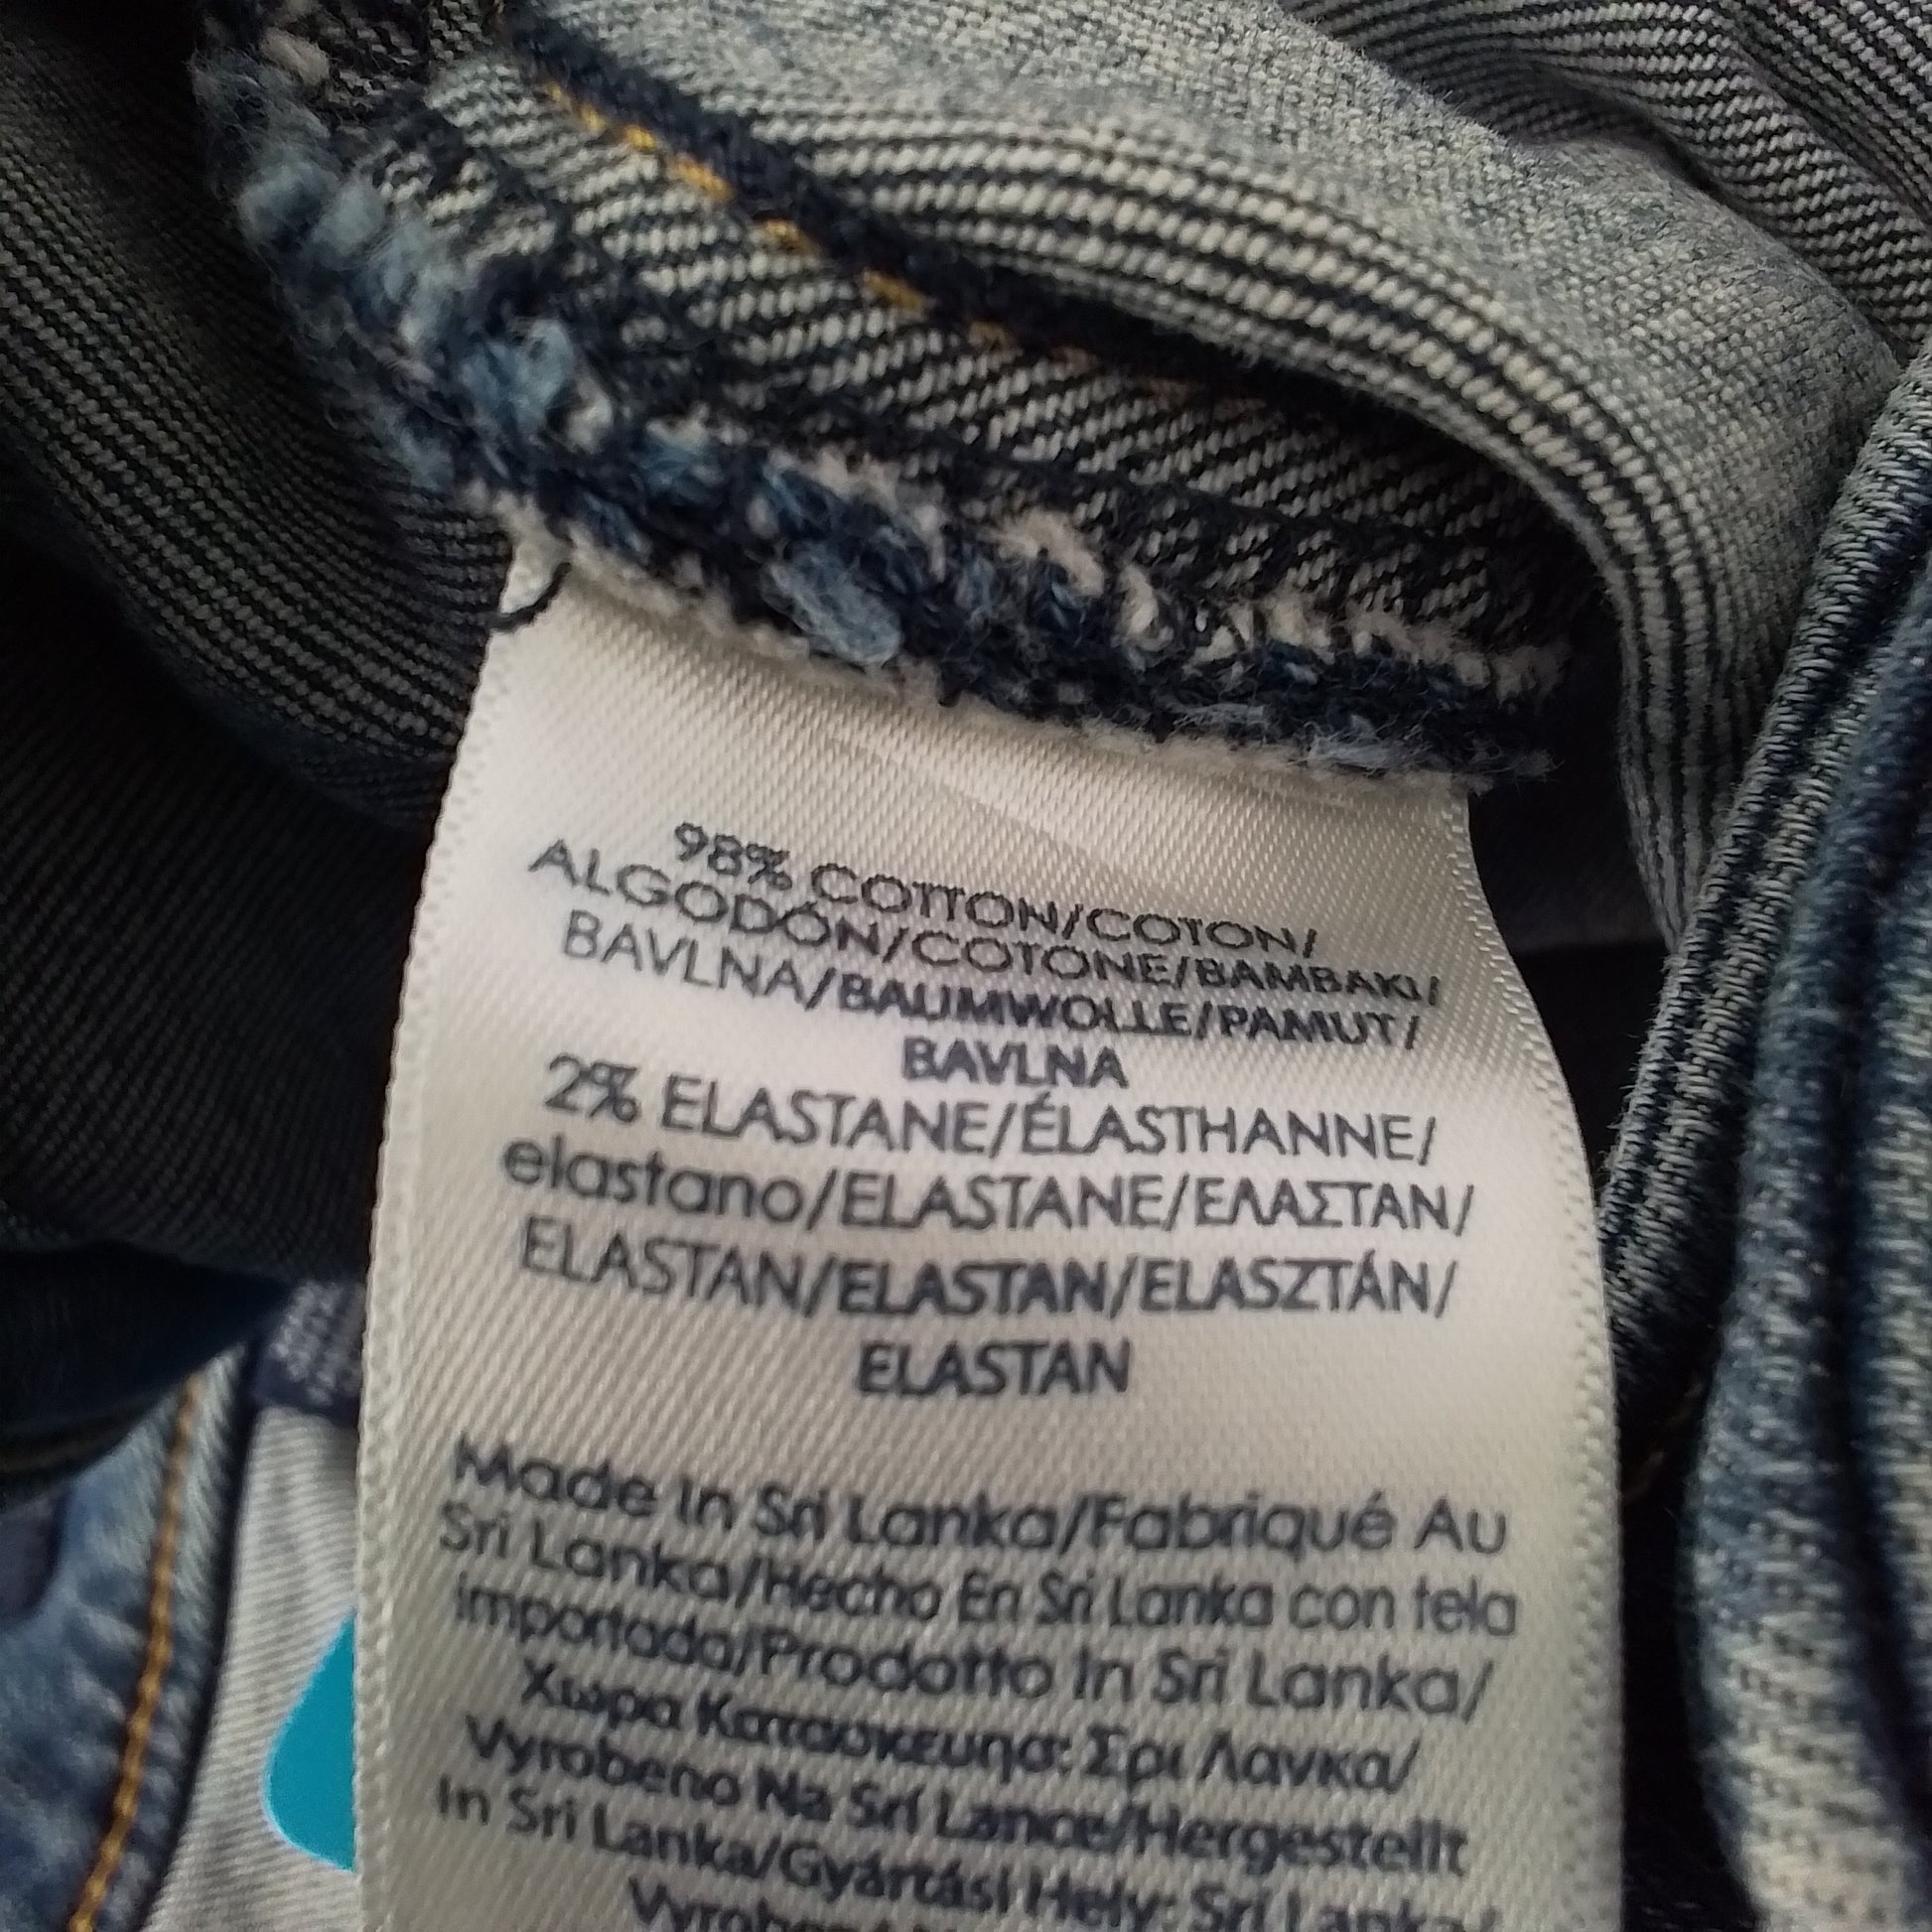 98% COTTON/COTON/
ALGODÓN/COTONE/BAMBAKI/
BAVLNA/BAUMWOLLE/PAMUT/
BAVLNA
2% ELASTANE/ÉLASTHANNE/
elastano/ELASTANE/ΕΛΑΣΤΑΝ/
ELASTAN/ELASTAN/ELASZTÁN/
ELASTAN
Made In Sri Lanka/Fabriqué Au
Sri Lanka/Hecho En Sri Lanka con tela
importada/Prodotto In Sri Lanka/
Χωρα Κατασκευησ: Σρι Λανκα/
Vyrobeno Na Srí Lance/Hergestellt
In Sri Lanka/Gyártási Hely: Srí Lanka/